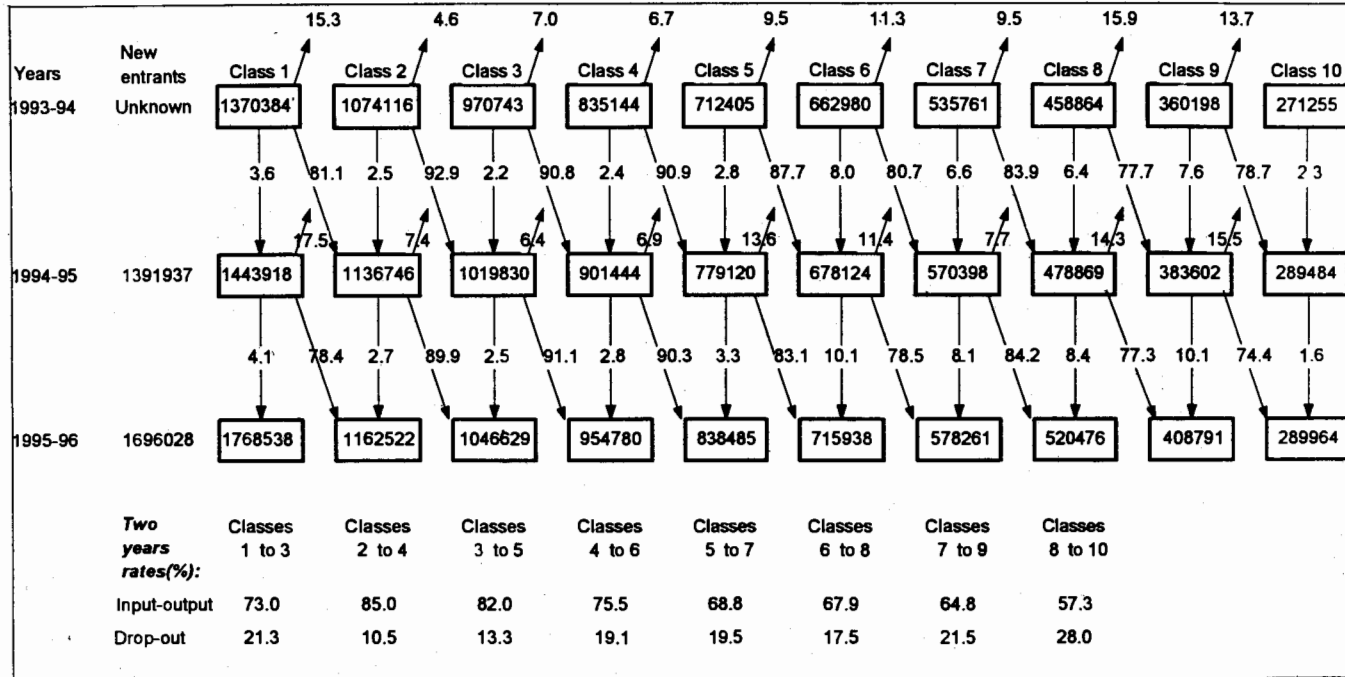 15.3 4.6 7.0 6.7 9.5 11.3 9.5 15.9 13.7
New
Years entrants Class 1 Class 2 Class 3 Class 4 Class 5 Class 6 Class 7 Class 8 Class 9 Class 10
1993-94 Unknown 1370384 1074116 970743 835144 712405 662980 535761 458864 360198 271255
3.6 81.1 2.5 92.9 2.2 90.8 2.4 90.9 2.8 87.7 8.0 80.7 6.6 83.9 6.4 77.7 7.6 78.7 2.3
17.5 7.4 6.4 6.9 13.6 11.4 7.7 14.3 15.5
1994-95 1391937 1443918 1136746 1019830 901444 779120 678124 570398 478869 383602 289484
4.1 78.4 2.7 89.9 2.5 91.1 2.8 90.3 3.3 83.1 10.1 78.5 8.1 84.2 8.4 77.3 10.1 74.4 1.6
1995-96 1696028 1768538 1162522 1046629 954780 838485 715938 578261 520476 408791 289964
Two Classes Classes Classes Classes Classes Classes Classes Classes
years 1 to 3 2 to 4 3 to 5 4 to 6 5 to 7 6 to 8 7 to 9 8 to 10
rates(%):
Input-output 73.0 85.0 82.0 75.5 68.8 67.9 64.8 57.3
Drop-out 21.3 10.5 13.3 19.1 19.5 17.5 21.5 28.0